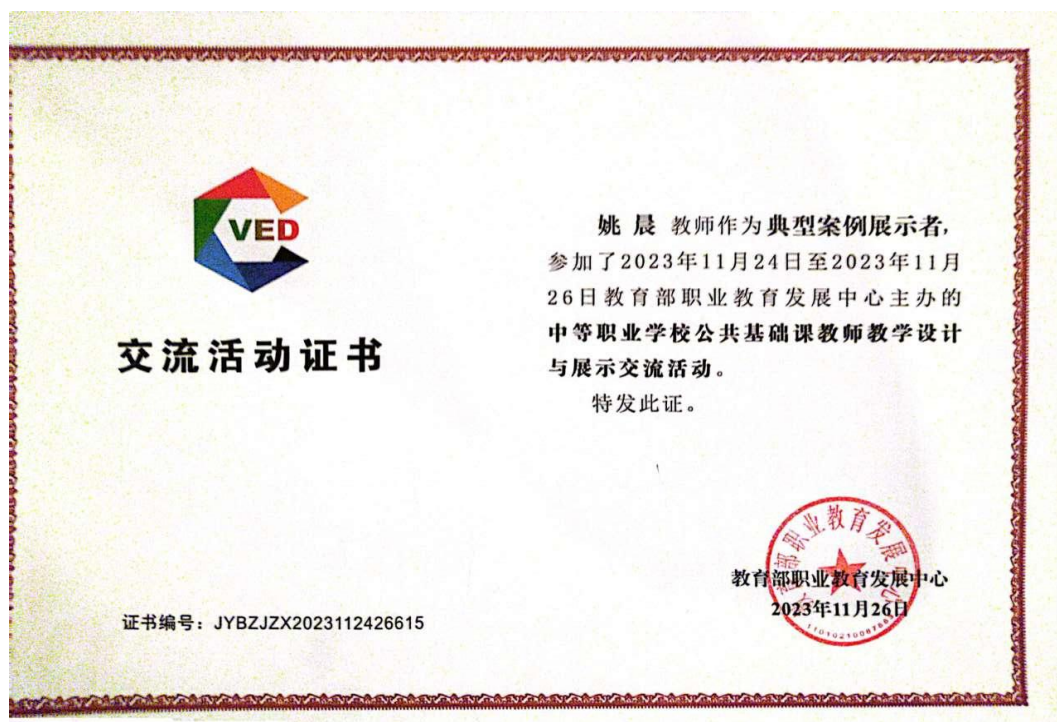 VED
交流活动证书
证书编号：JYBZJZX2023112426615
姚晨 教师作为典型案例展示者，
参加了2023年11月24日至2023年11月
26日教育部职业教育发展中心主办的
中等职业学校公共基础课教师教学设计
与展示交流活动。
特发此证。
教育部职业教育发展中心
2023年11月26日